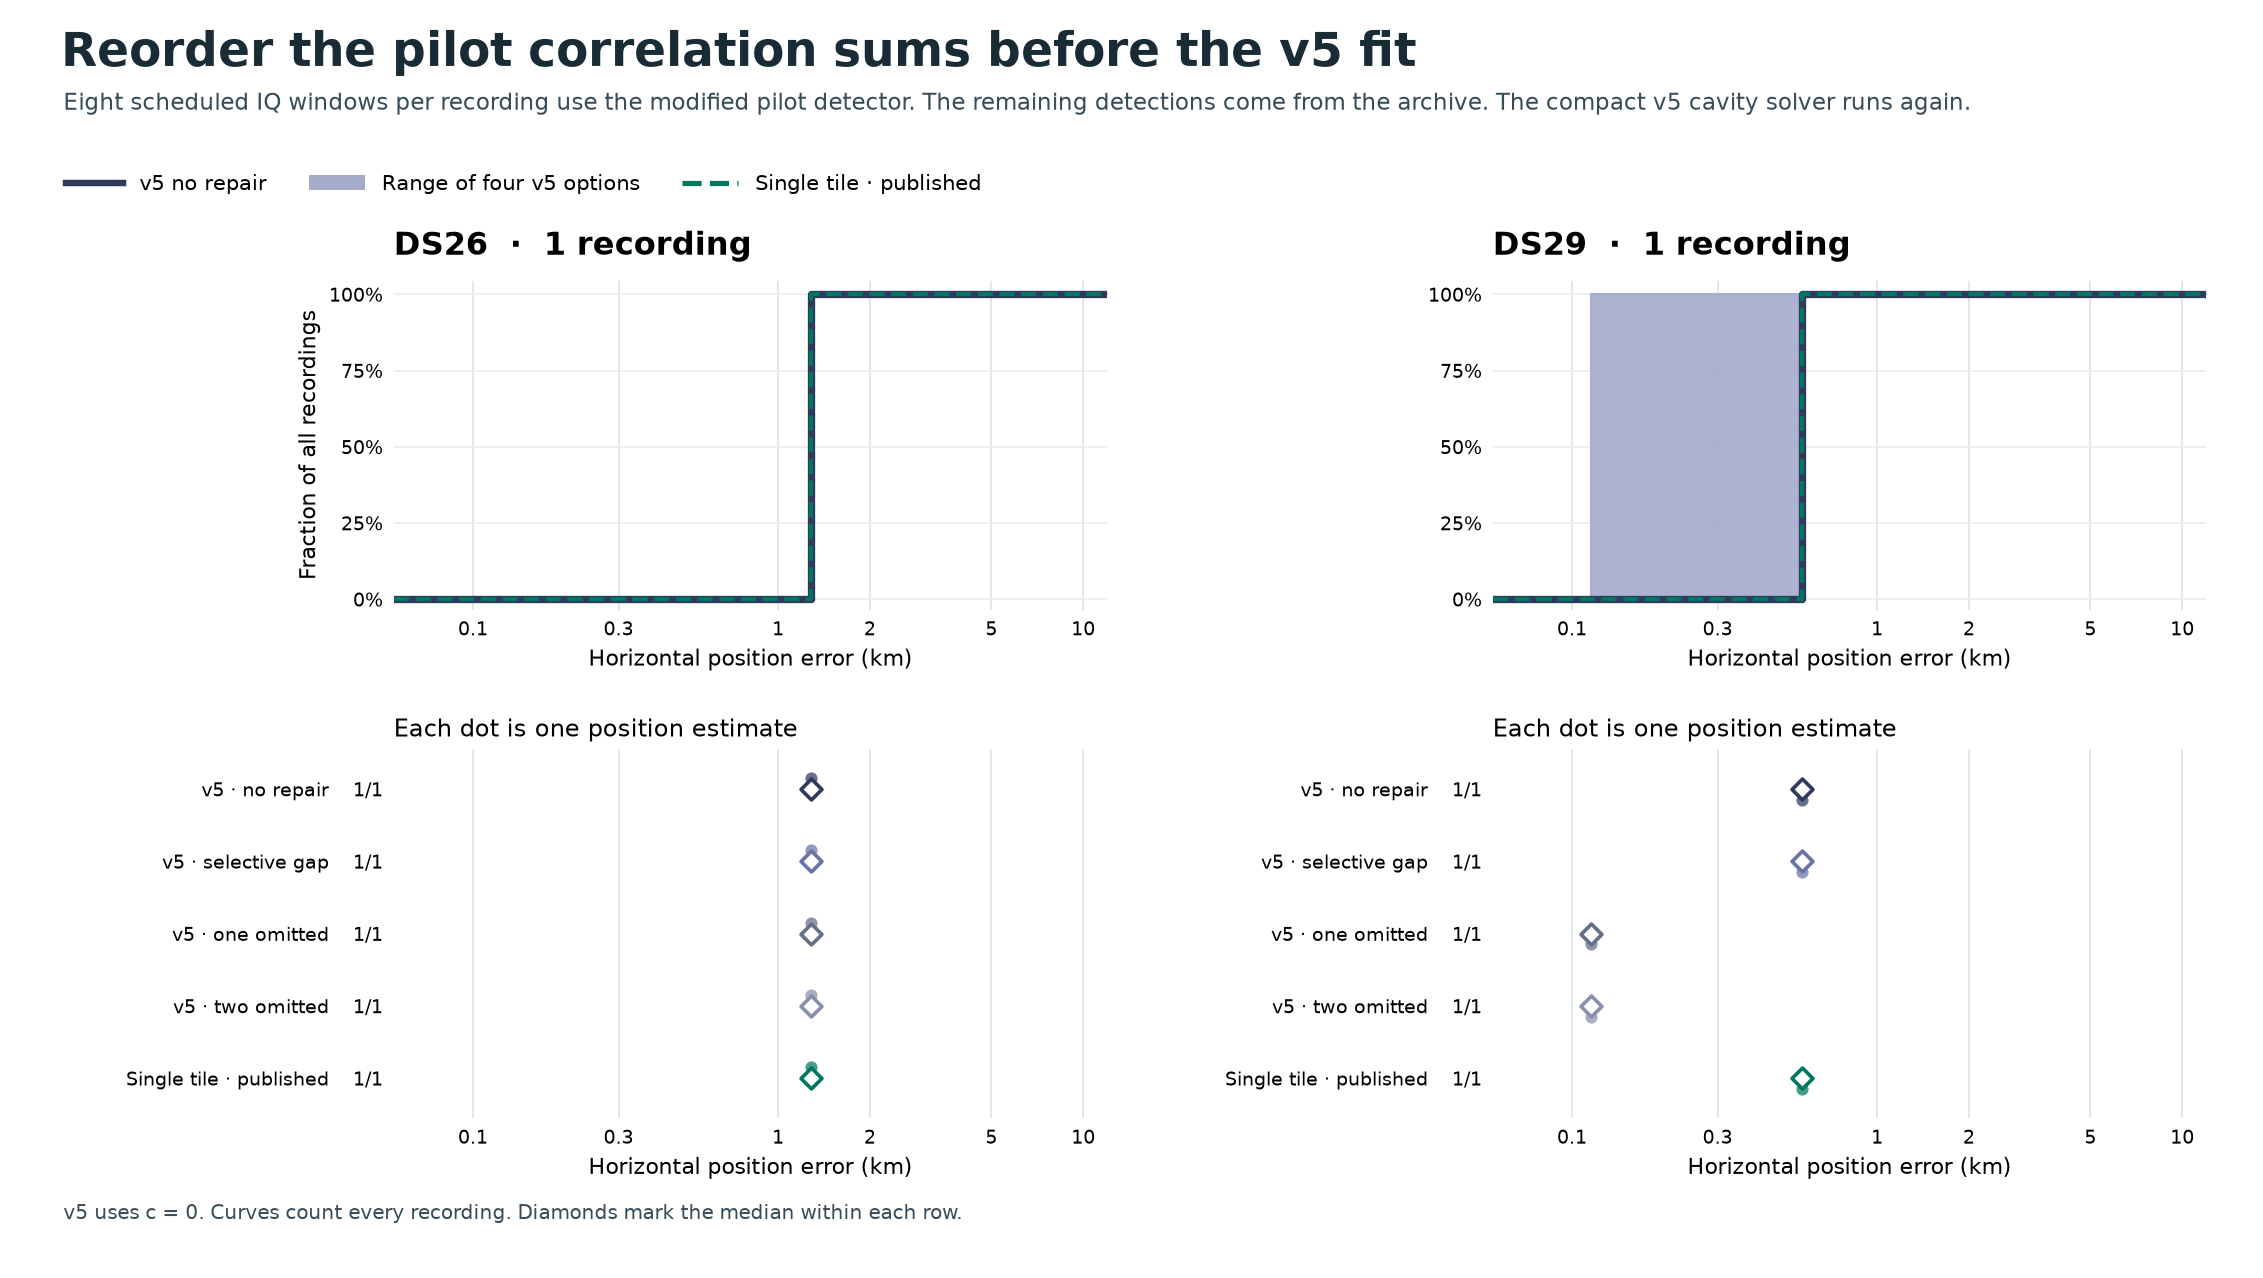 Reorder the pilot correlation sums before the v5 fit
Eight scheduled IQ windows per recording use the modified pilot detector. The remaining detections come from the archive. The compact v5 cavity solver runs again.
v5 no repair
Range of four v5 options
Single tile · published
DS26 · 1 recording
Fraction of all recordings
100%
75%
50%
25%
0%
0.1 0.3 1 2 5 10
Horizontal position error (km)
DS29 · 1 recording
100%
75%
50%
25%
0%
0.1 0.3 1 2 5 10
Horizontal position error (km)
Each dot is one position estimate
v5 · no repair 1/1
v5 · selective gap 1/1
v5 · one omitted 1/1
v5 · two omitted 1/1
Single tile · published 1/1
0.1 0.3 1 2 5 10
Horizontal position error (km)
Each dot is one position estimate
v5 · no repair 1/1
v5 · selective gap 1/1
v5 · one omitted 1/1
v5 · two omitted 1/1
Single tile · published 1/1
0.1 0.3 1 2 5 10
Horizontal position error (km)
v5 uses c = 0. Curves count every recording. Diamonds mark the median within each row.